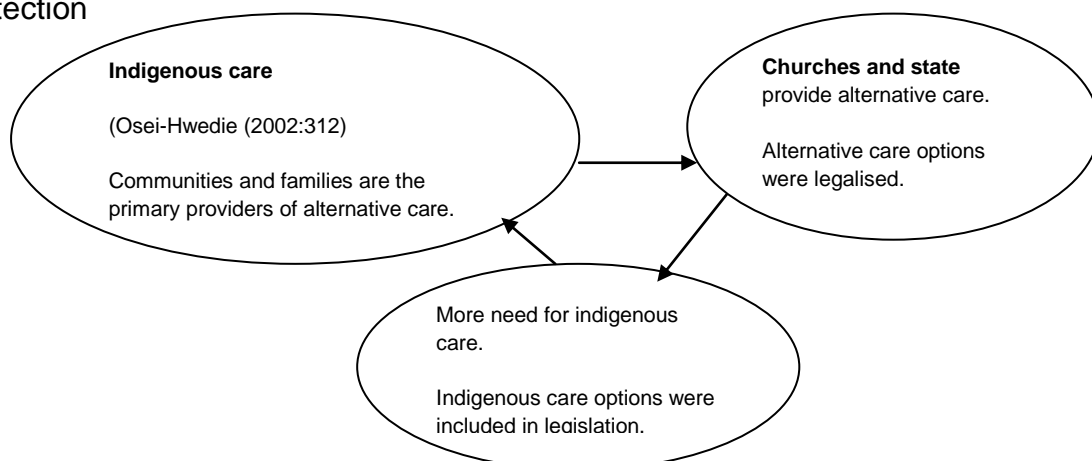 tection
Indigenous care
(Osei-Hwedie (2002:312)
Communities and families are the
primary providers of alternative care.
Churches and state
provide alternative care.
Alternative care options
were legalised.
More need for indigenous
care.
Indigenous care options were
included in legislation.